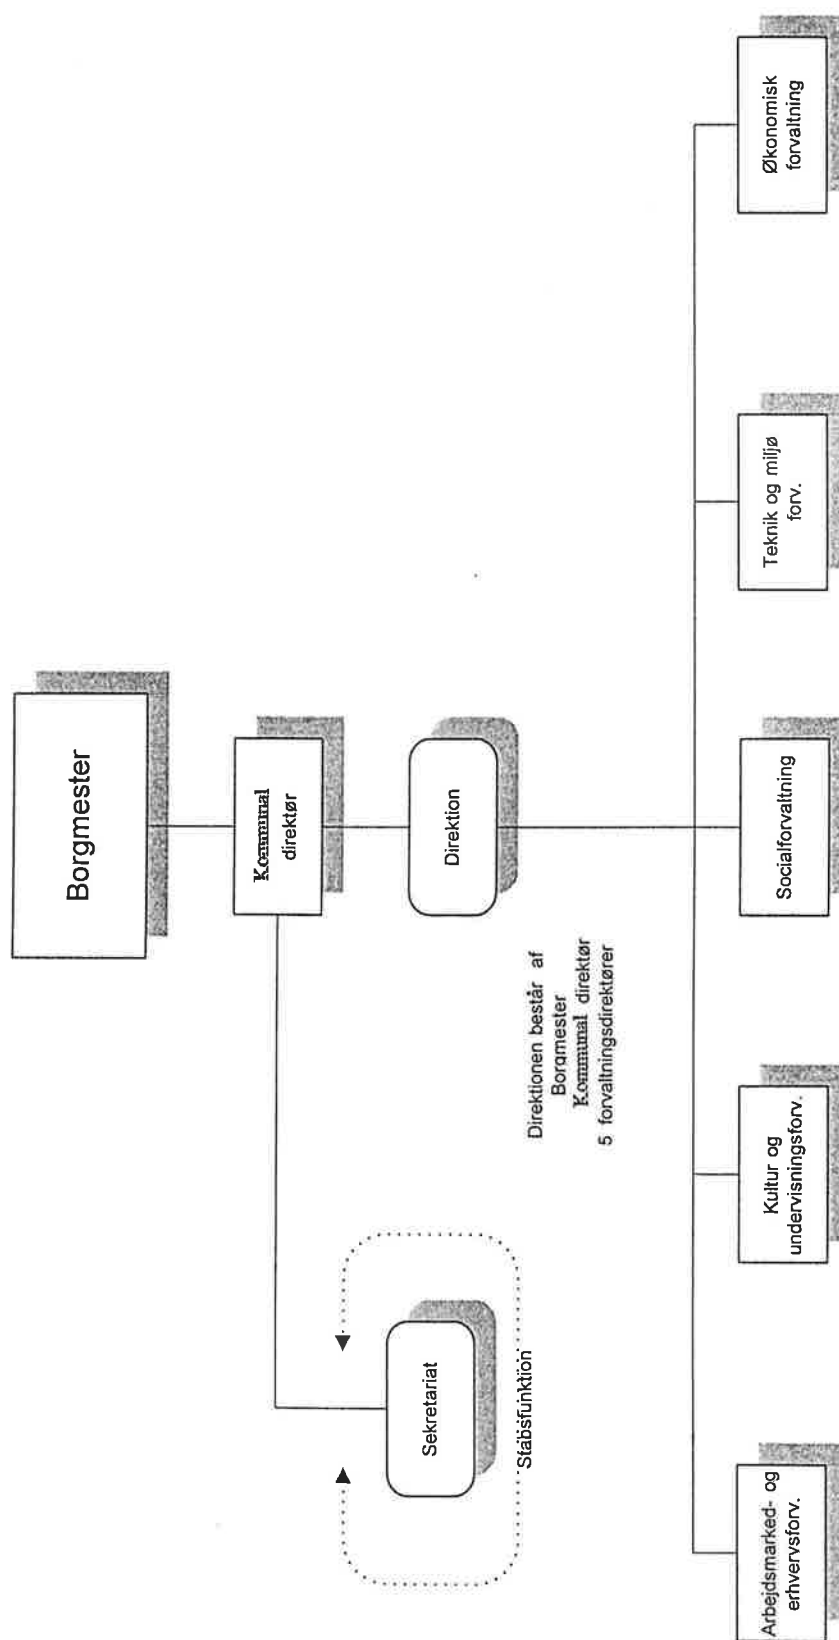 Borgmester
Kommunal
direktør
Direktion
Sekretariat
Stabsfunktion
Direktionen består af
Borgmester
Kommunal direktør
5 forvaltningsdirektører
Arbejdsmarked- og
erhvervsforv.
Kultur og
undervisningsforv.
Socialforvaltning
Teknik og miljø
forv.
Økonomisk
forvaltning